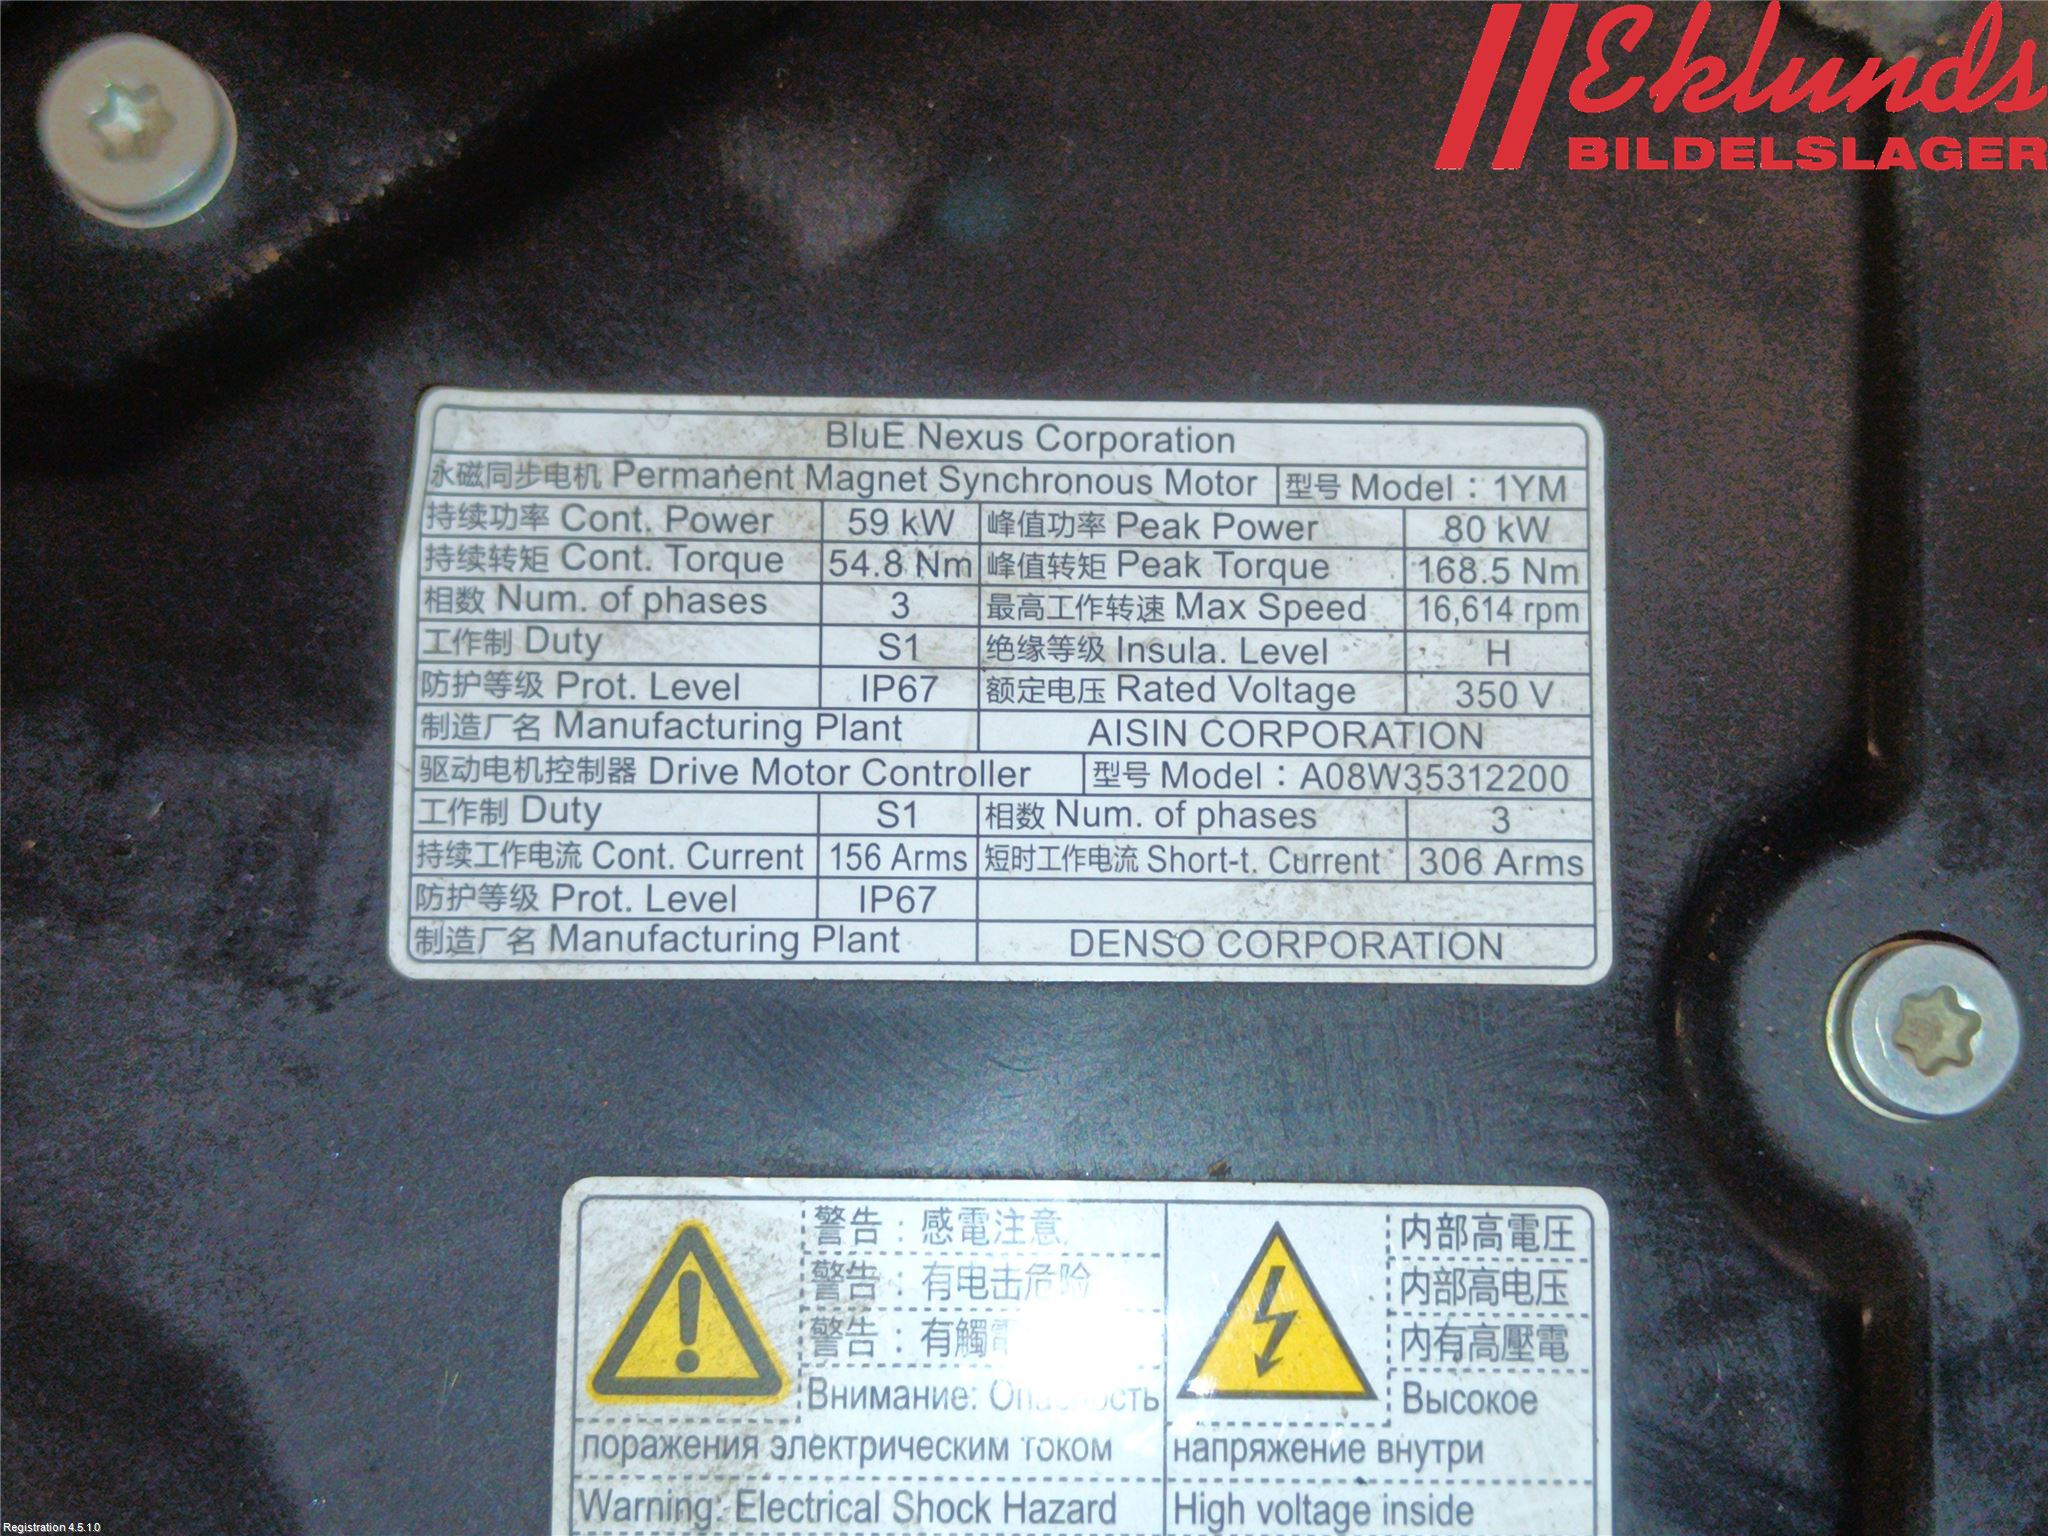 Eklunds
BILDELSLAGER
BluE Nexus Corporation
永磁同步电机 Permanent Magnet Synchronous Motor 型号 Model : 1YM
持续功率 Cont. Power 59 kW 峰值功率 Peak Power 80 kW
持续转矩 Cont. Torque 54.8 Nm 峰值转矩 Peak Torque 168.5 Nm
相数 Num. of phases 3 最高工作转速 Max Speed 16,614 rpm
工作制 Duty S1 绝缘等级 Insula. Level H
防护等级 Prot. Level IP67 额定电压 Rated Voltage 350 V
制造厂名 Manufacturing Plant AISIN CORPORATION
驱动电机控制器 Drive Motor Controller 型号 Model : A08W35312200
工作制 Duty S1 相数 Num. of phases 3
持续工作电流 Cont. Current 156 Arms 短时工作电流 Short-t. Current 306 Arms
防护等级 Prot. Level IP67
制造厂名 Manufacturing Plant DENSO CORPORATION
警告 : 感電注意
警告 : 有电击危险
警告 : 有觸
Внимание:
поражения электрическим током
Warning: Electrical Shock Hazard
内部高電圧
内部高电压
内有高壓電
Высокое
напряжение внутри
High voltage inside
Registration 4.5.1.0